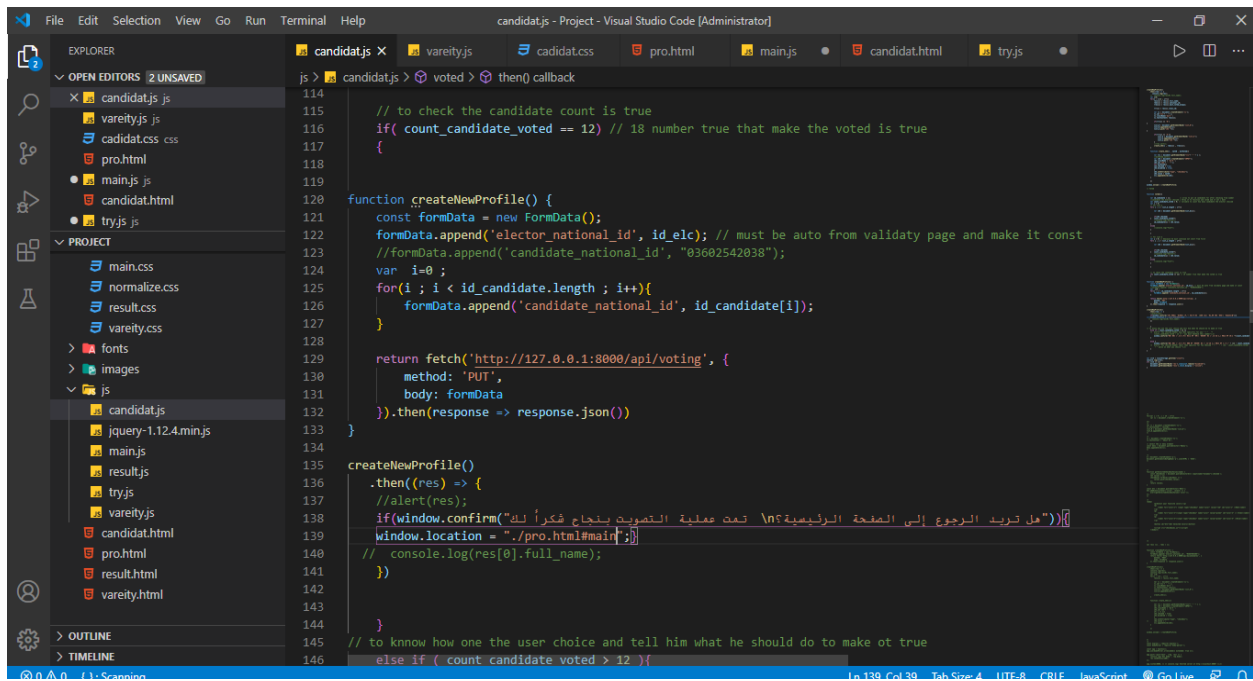 File Edit Selection View Go Run Terminal Help
candidat.js - Project - Visual Studio Code [Administrator]
EXPLORER
candidat.js
vareity.js
cadidat.css
pro.html
main.js
candidat.html
try.js
OPEN EDITORS 2 UNSAVED
js > candidat.js > voted > then() callback
candidat.js js
vareity.js js
cadidat.css css
pro.html
main.js js
candidat.html
try.js js
PROJECT
main.css
normalize.css
result.css
vareity.css
fonts
images
js
candidat.js
jquery-1.12.4.min.js
main.js
result.js
try.js
vareity.js
candidat.html
pro.html
result.html
vareity.html
OUTLINE
TIMELINE
2
114
115 // to check the candidate count is true
116 if( count_candidate_voted == 12) // 18 number true that make the voted is true
117 {
118
119
120 function createNewProfile() {
121 const formData = new FormData();
122 formData.append('elector_national_id', id_elc); // must be auto from validaty page and make it const
123 //formData.append('candidate_national_id', "03602542038");
124 var i=0 ;
125 for(i ; i < id_candidate.length ; i++){
126 formData.append('candidate_national_id', id_candidate[i]);
127 }
128
129 return fetch('http://127.0.0.1:8000/api/voting', {
130 method: 'PUT',
131 body: formData
132 }).then(response => response.json())
133 }
134
135 createNewProfile()
136 .then((res) => {
137 //alert(res);
138 if(window.confirm("تمت عملية التصويت بنجاح شكراً لك \nهل تريد الرجوع إلى الصفحة الرئيسية؟")){
139 window.location = "./pro.html#main";}
140 // console.log(res[0].full_name);
141 })
142
143
144 }
145 // to knnow how one the user choice and tell him what he should do to make ot true
146 else if ( count_candidate_voted > 12 ){
0 0 {} : Scanning..
Ln 139, Col 39 Tab Size: 4 UTF-8 CRLF JavaScript Go Live